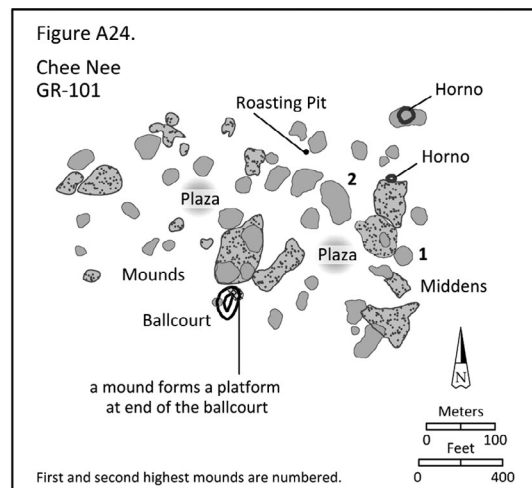 Figure A24.
Chee Nee
GR-101
Horno
Roasting Pit
Horno
2
Plaza
Plaza
1
Mounds
Middens
Ballcourt
N
a mound forms a platform
at end of the ballcourt
Meters
0 100
Feet
0 400
First and second highest mounds are numbered.